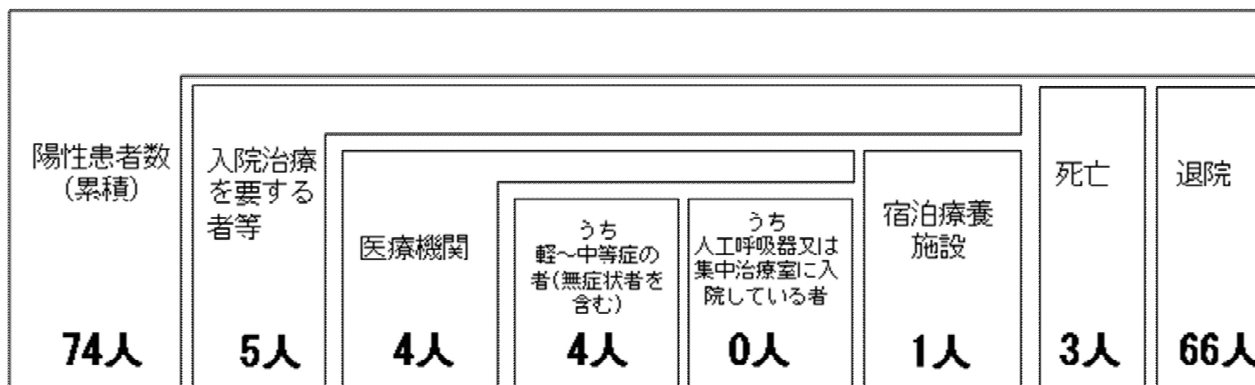 陽性患者数
(累積)
74人
入院治療
を要する
者等
5人
医療機関
4人
うち
軽～中等症の
者(無症状者を
含む)
4人
うち
人工呼吸器又は
集中治療室に入
院している者
0人
宿泊療養
施設
1人
死亡
3人
退院
66人